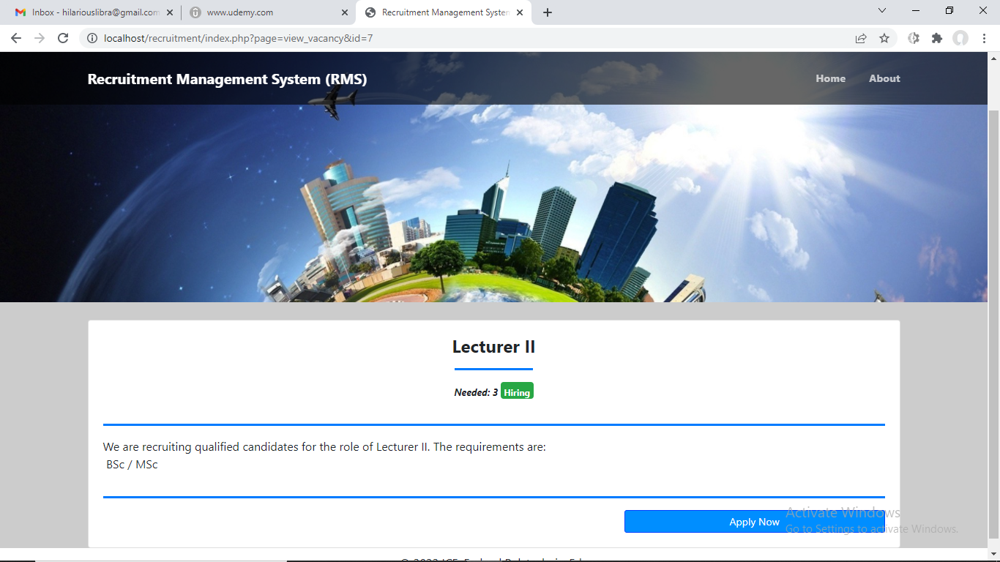 Inbox - hilariouslibra@gmail.com
www.udemy.com
Recruitment Management System
localhost/recruitment/index.php?page=view_vacancy&id=7
Recruitment Management System (RMS)
Home
About
Lecturer II
Needed: 3 Hiring
We are recruiting qualified candidates for the role of Lecturer II. The requirements are:
BSc / MSc
Apply Now
Activate Windows
Go to Settings to activate Windows.